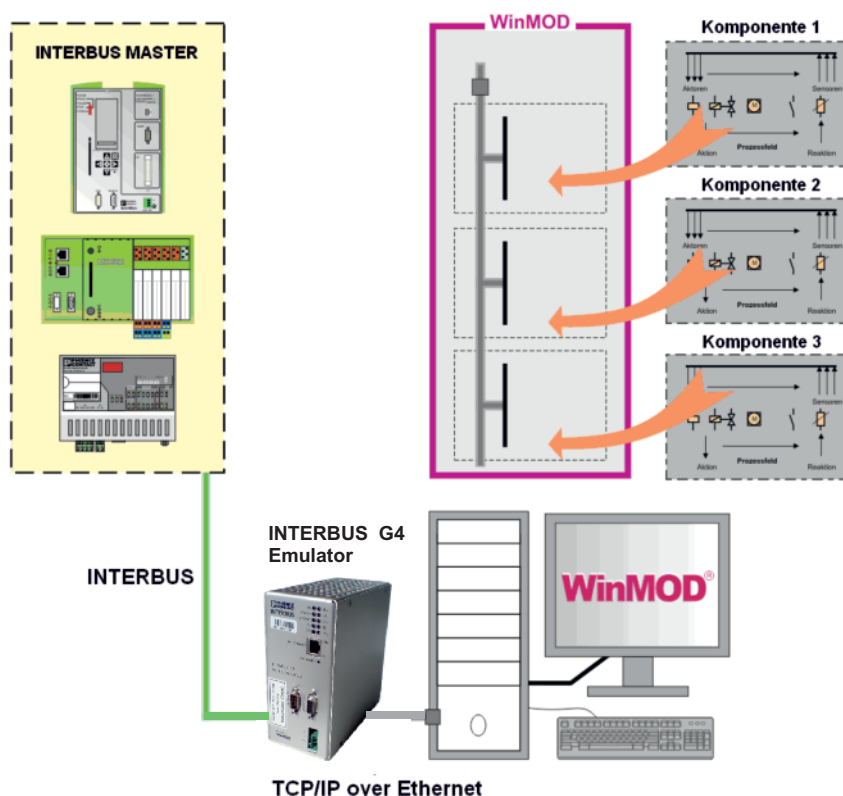 INTERBUS MASTER
WinMOD
Komponente 1
Aktoren
Sensoren
M
Aktion
Prozessfeld
Reaktion
Komponente 2
Aktoren
Sensoren
M
Aktion
Prozessfeld
Reaktion
Komponente 3
Sensoren
M
Aktion
Prozessfeld
Reaktion
INTERBUS
INTERBUS G4
Emulator
INTERBUS
WinMOD®
TCP/IP over Ethernet